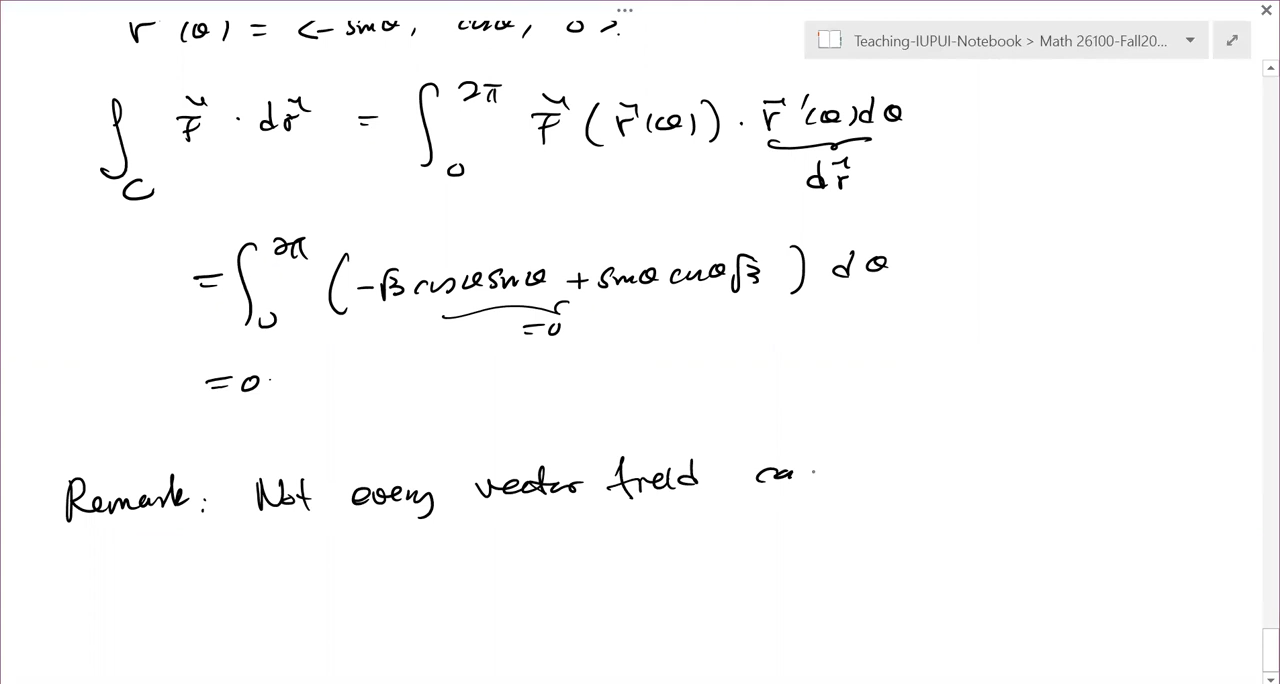 r⃗'(θ) = <-sinθ, cosθ, 0>.
Teaching-IUPUI-Notebook > Math 26100-Fall20...
∫_C F⃗ · dr⃗ = ∫_0^{2π} F⃗(r⃗(θ)) · r⃗'(θ)dθ
dr⃗
= ∫_0^{2π} (-√3 cosθ sinθ + sinθ cosθ √3) dθ
=0
=0.
Remark: Not every vector field ca